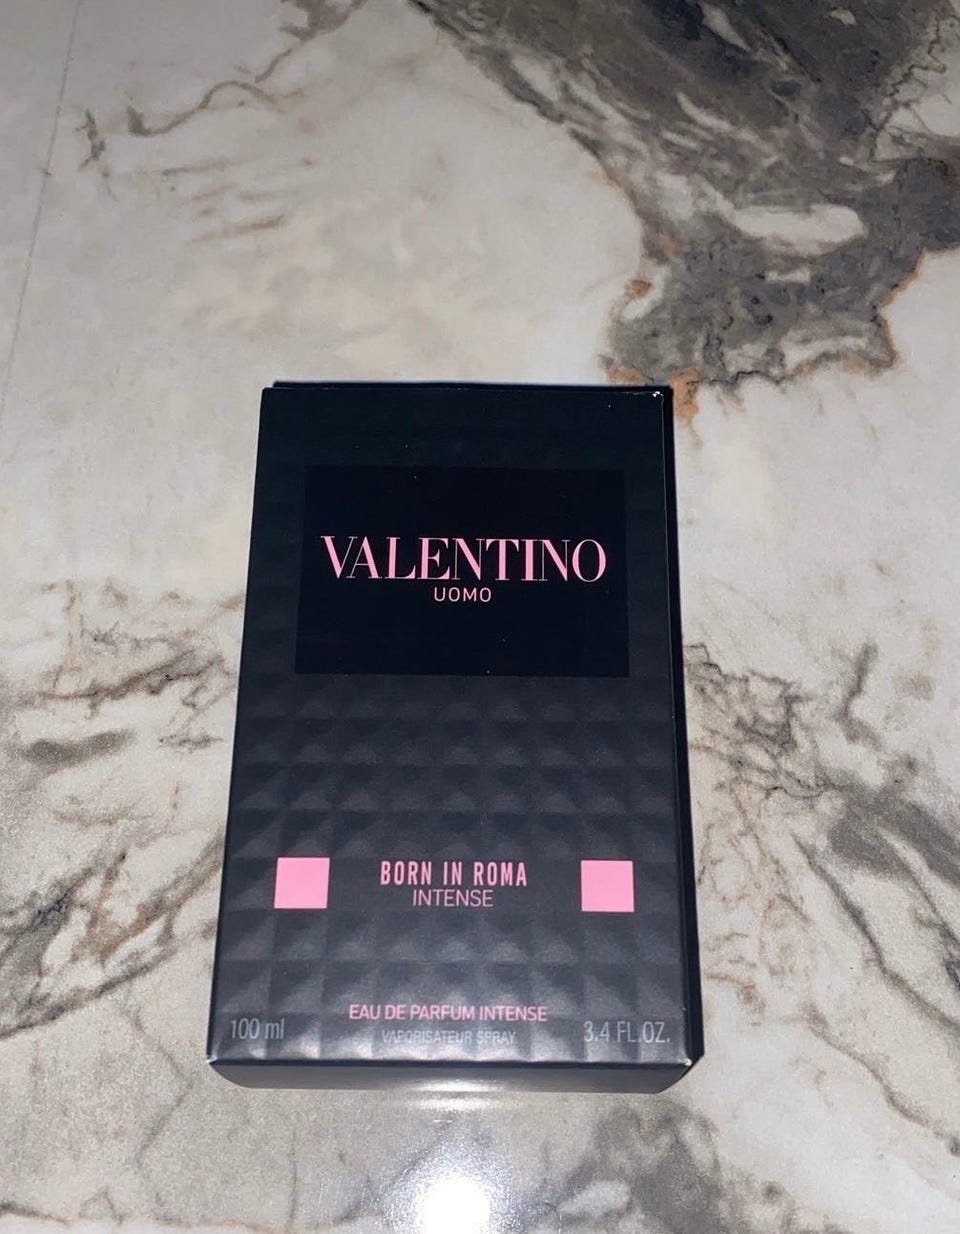 VALENTINO
UOMO
BORN IN ROMA
INTENSE
EAU DE PARFUM INTENSE
100 ml VAPORISATEUR SPRAY 3.4 FL.OZ.